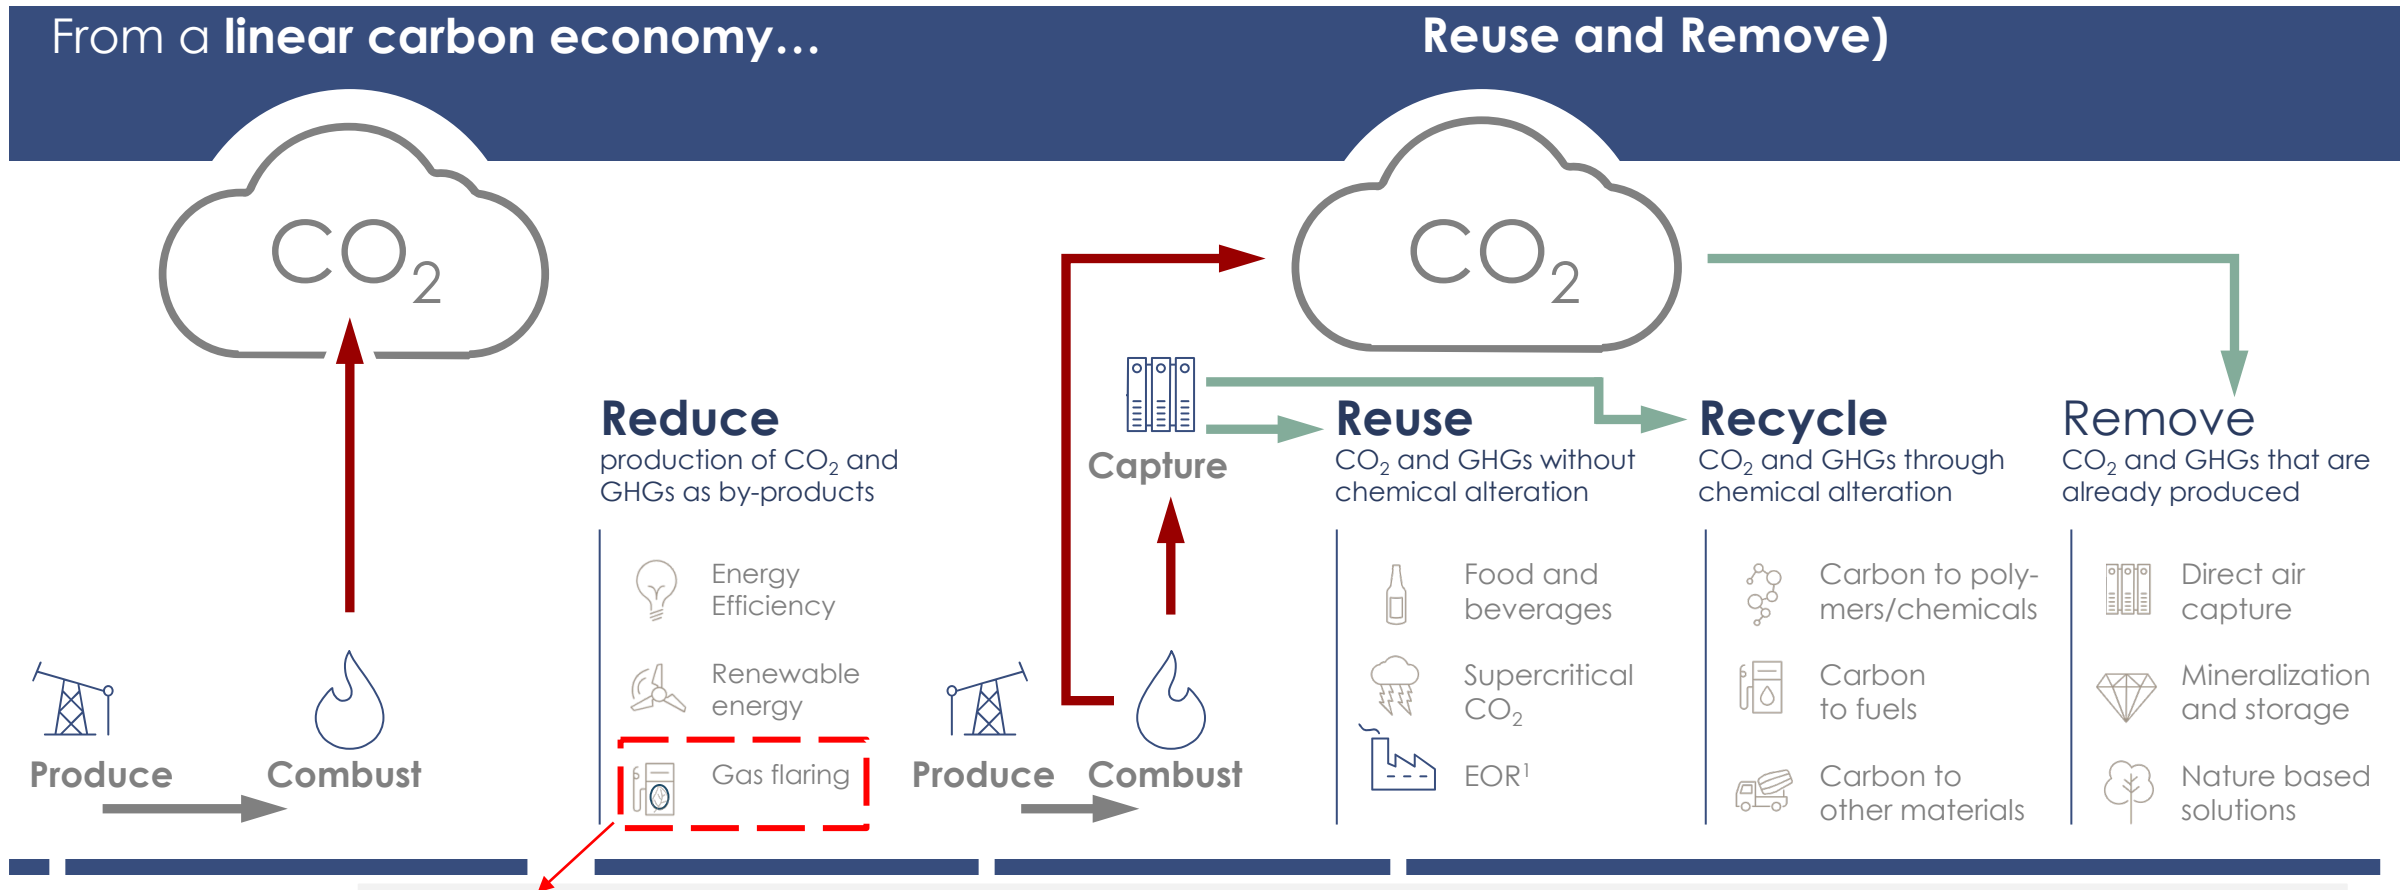 From a linear carbon economy...
Reuse and Remove)
CO2
Produce
Combust
Reduce
production of CO2 and
GHGs as by-products
Energy
Efficiency
Renewable
energy
Gas flaring
Produce
Combust
Capture
CO2
Reuse
CO2 and GHGs without
chemical alteration
Food and
beverages
Supercritical
CO2
EOR1
Recycle
CO2 and GHGs through
chemical alteration
Carbon to poly-
mers/chemicals
Carbon
to fuels
Carbon to
other materials
Remove
CO2 and GHGs that are
already produced
Direct air
capture
Mineralization
and storage
Nature based
solutions